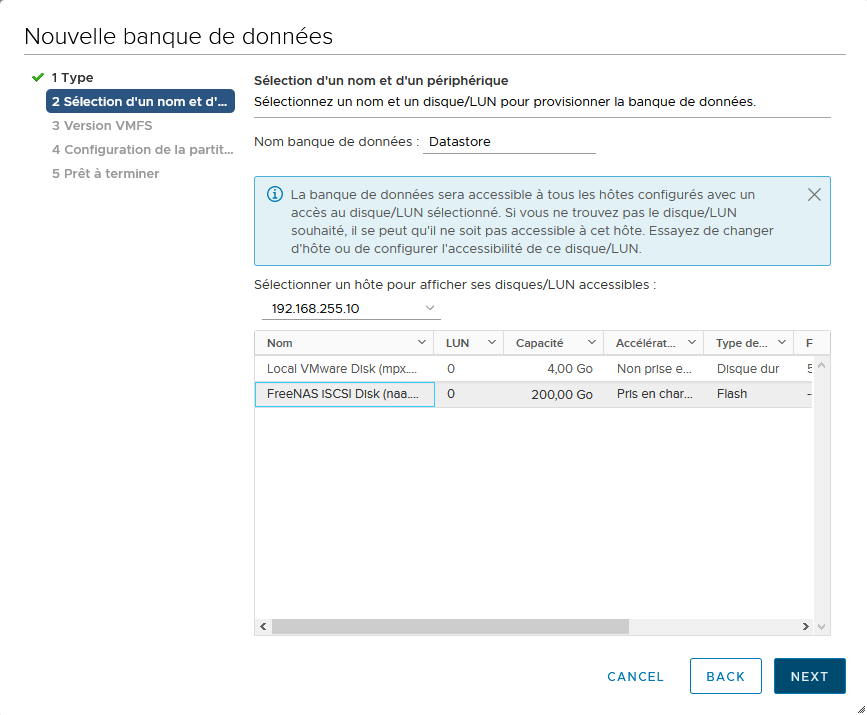 Nouvelle banque de données
1 Type
2 Sélection d'un nom et d'...
3 Version VMFS
4 Configuration de la partit...
5 Prêt à terminer
Sélection d'un nom et d'un périphérique
Sélectionnez un nom et un disque/LUN pour provisionner la banque de données.
Nom banque de données : Datastore
La banque de données sera accessible à tous les hôtes configurés avec un
accès au disque/LUN sélectionné. Si vous ne trouvez pas le disque/LUN
souhaité, il se peut qu'il ne soit pas accessible à cet hôte. Essayez de changer
d'hôte ou de configurer l'accessibilité de ce disque/LUN.
Sélectionner un hôte pour afficher ses disques/LUN accessibles :
192.168.255.10
Nom LUN Capacité Accélérat... Type de... F
Local VMware Disk (mpx.... 0 4,00 Go Non prise e... Disque dur 5
FreeNAS iSCSI Disk (naa.... 0 200,00 Go Pris en char... Flash -
CANCEL BACK NEXT